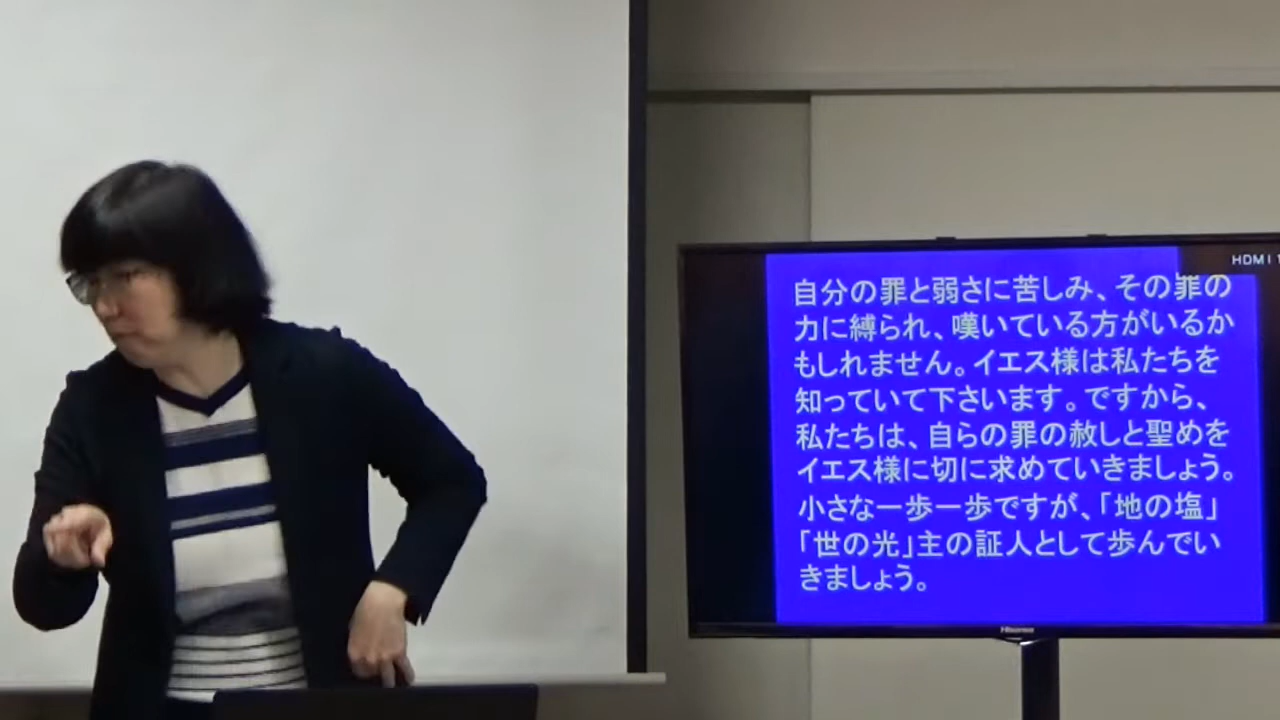 HDMI 1
自分の罪と弱さに苦しみ、その罪の
力に縛られ、嘆いている方がいるか
もしれません。イエス様は私たちを
知っていて下さいます。ですから、
私たちは、自らの罪の赦しと聖めを
イエス様に切に求めていきましょう。
小さな一歩一歩ですが、「地の塩」
「世の光」主の証人として歩んでい
きましょう。
Hisense